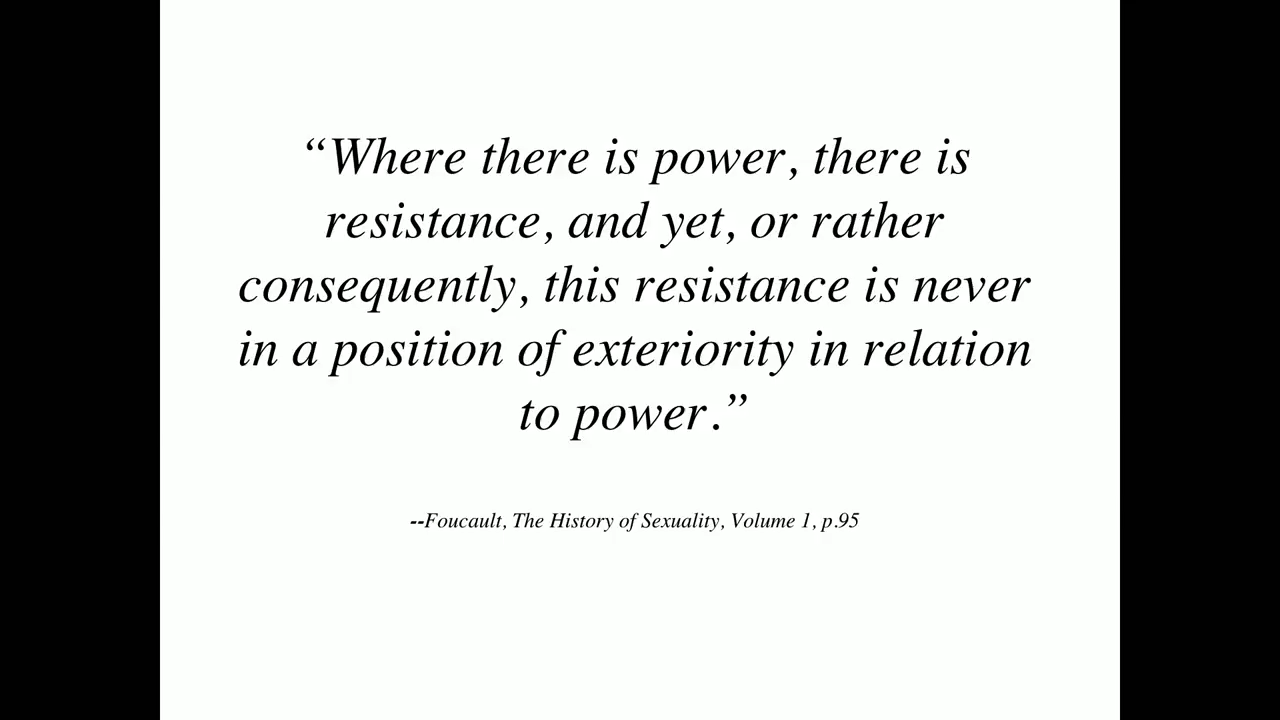 “Where there is power, there is
resistance, and yet, or rather
consequently, this resistance is never
in a position of exteriority in relation
to power.”
--Foucault, The History of Sexuality, Volume 1, p.95